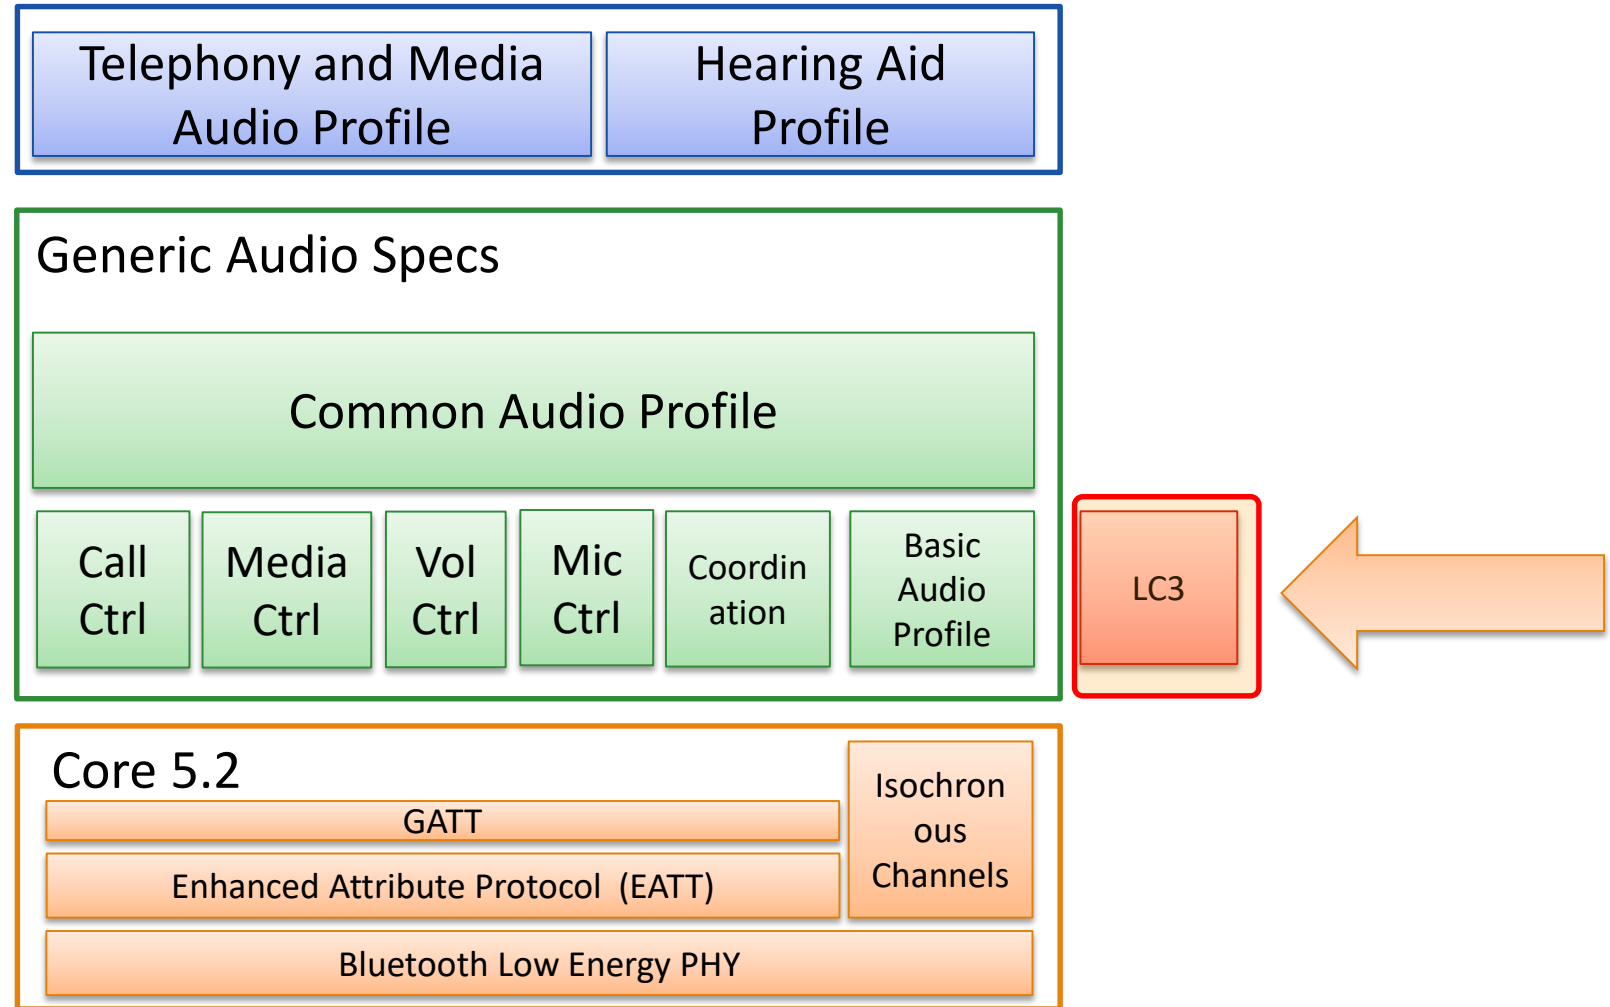 Telephony and Media
Audio Profile
Hearing Aid
Profile
Generic Audio Specs
Common Audio Profile
Call
Ctrl
Media
Ctrl
Vol
Ctrl
Mic
Ctrl
Coordin
ation
Basic
Audio
Profile
LC3
Core 5.2
GATT
Enhanced Attribute Protocol  (EATT)
Isochron
ous
Channels
Bluetooth Low Energy PHY